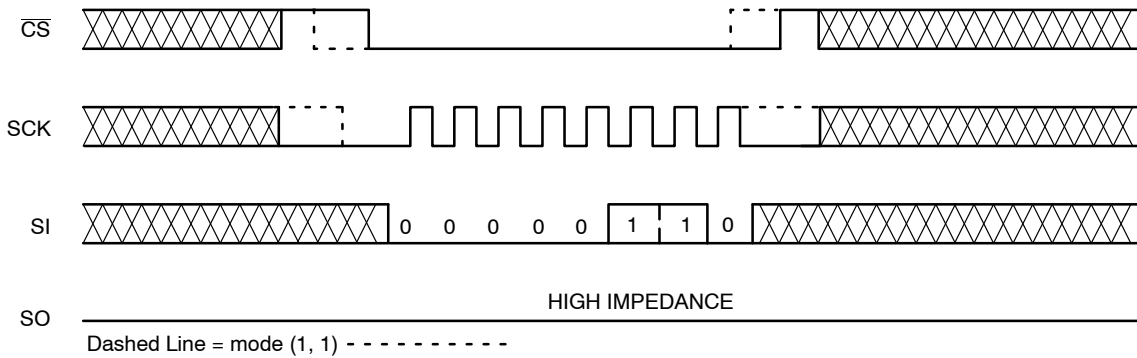 CS
SCK
SI
0 0 0 0 0 1 1 0
HIGH IMPEDANCE
SO
Dashed Line = mode (1, 1)